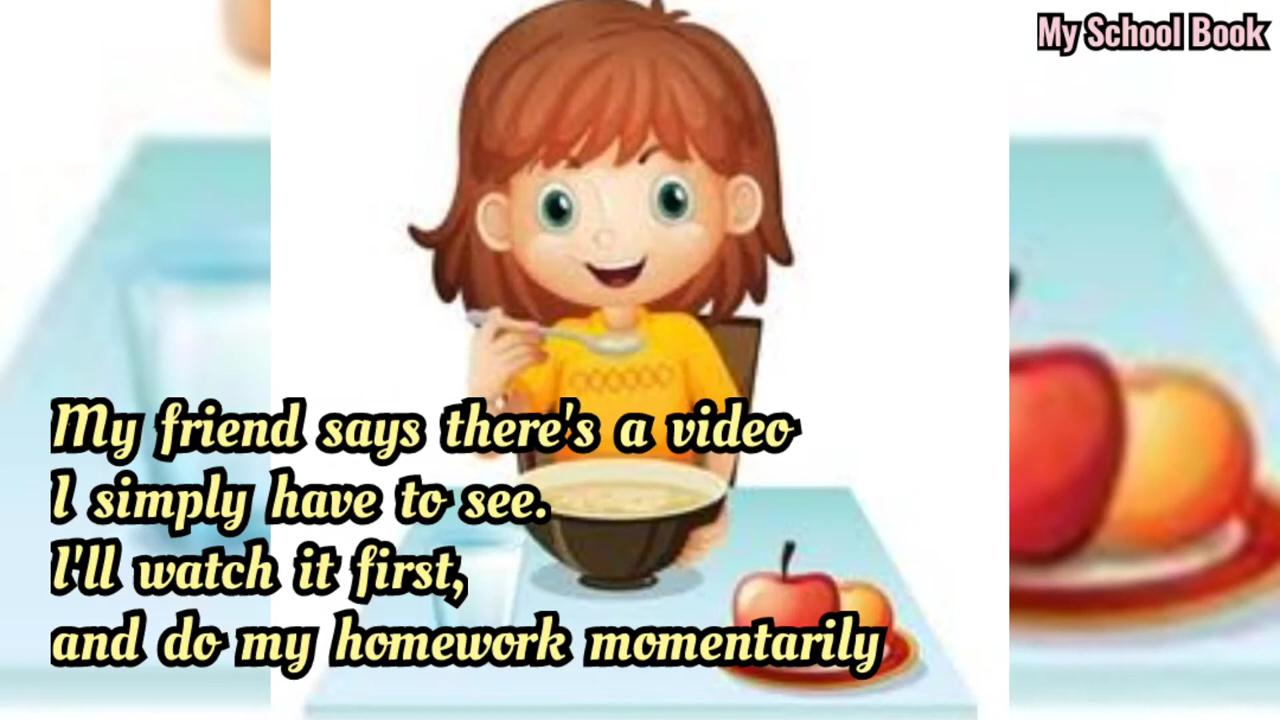 My School Book
My friend says there's a video
I simply have to see.
I'll watch it first,
and do my homework momentarily